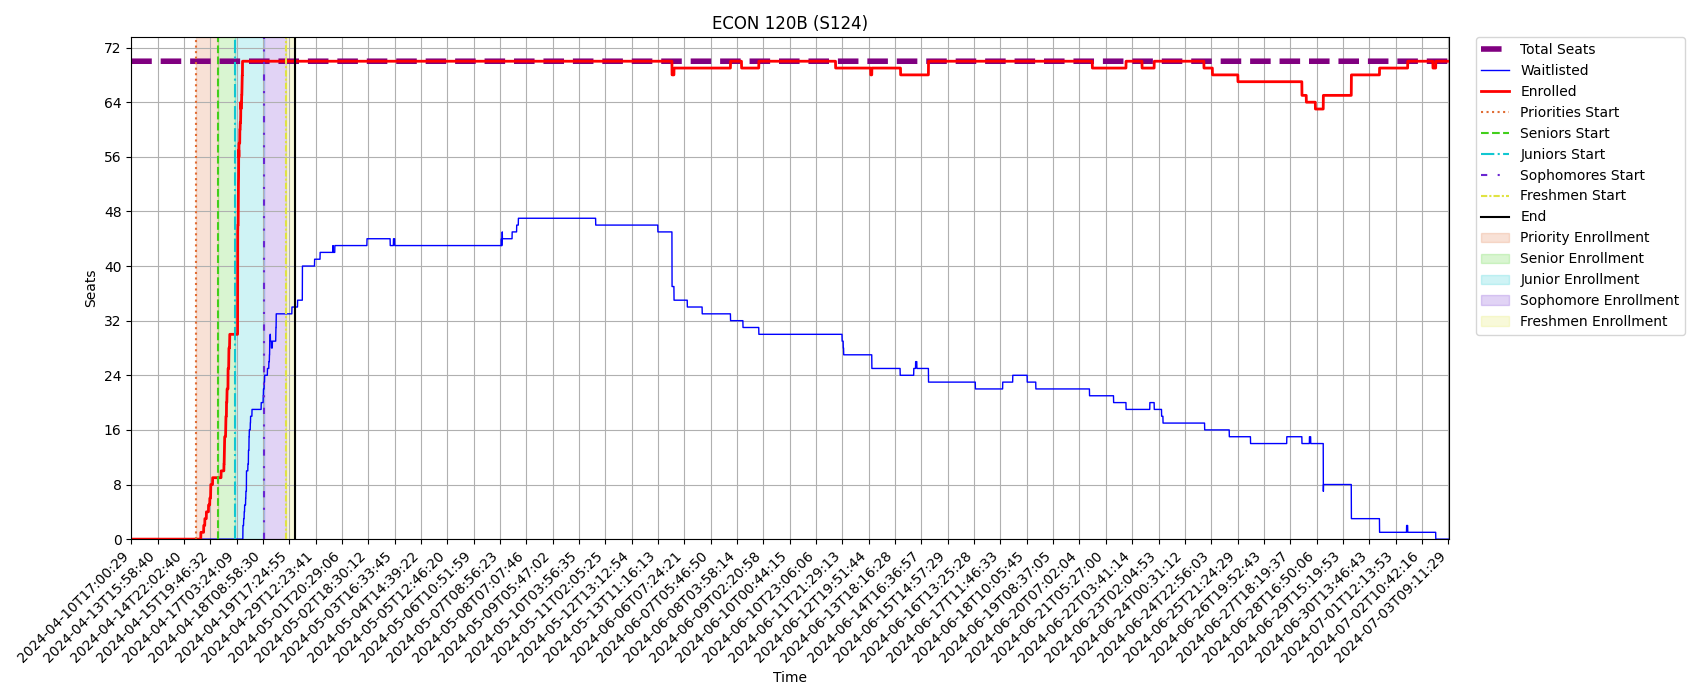 ECON 120B (S124)
72
64
56
48
40
32
24
16
8
0
Seats
2024-04-10T17:00:29
2024-04-13T15:58:40
2024-04-14T22:02:40
2024-04-15T19:46:32
2024-04-17T03:24:09
2024-04-18T08:58:30
2024-04-19T17:24:55
2024-04-29T12:23:41
2024-05-01T20:29:06
2024-05-02T18:30:12
2024-05-03T16:33:45
2024-05-04T14:39:22
2024-05-05T12:46:20
2024-05-06T10:51:59
2024-05-07T08:56:23
2024-05-08T07:07:46
2024-05-09T05:47:02
2024-05-10T03:56:35
2024-05-11T02:05:25
2024-05-12T13:12:54
2024-05-13T11:16:13
2024-06-06T07:24:21
2024-06-07T05:46:50
2024-06-08T03:58:14
2024-06-09T02:20:58
2024-06-10T00:44:15
2024-06-10T23:06:06
2024-06-11T21:29:13
2024-06-12T19:51:44
2024-06-13T18:16:28
2024-06-14T16:36:57
2024-06-15T14:57:29
2024-06-16T13:25:28
2024-06-17T11:46:33
2024-06-18T10:05:45
2024-06-19T08:37:05
2024-06-20T07:02:04
2024-06-21T05:27:00
2024-06-22T03:41:14
2024-06-23T02:04:53
2024-06-24T00:31:12
2024-06-24T22:56:03
2024-06-25T21:24:29
2024-06-26T19:52:43
2024-06-27T18:19:37
2024-06-28T16:50:06
2024-06-29T15:19:53
2024-06-30T13:46:43
2024-07-01T12:13:53
2024-07-02T10:42:16
2024-07-03T09:11:29
Time
Total Seats
Waitlisted
Enrolled
Priorities Start
Seniors Start
Juniors Start
Sophomores Start
Freshmen Start
End
Priority Enrollment
Senior Enrollment
Junior Enrollment
Sophomore Enrollment
Freshmen Enrollment